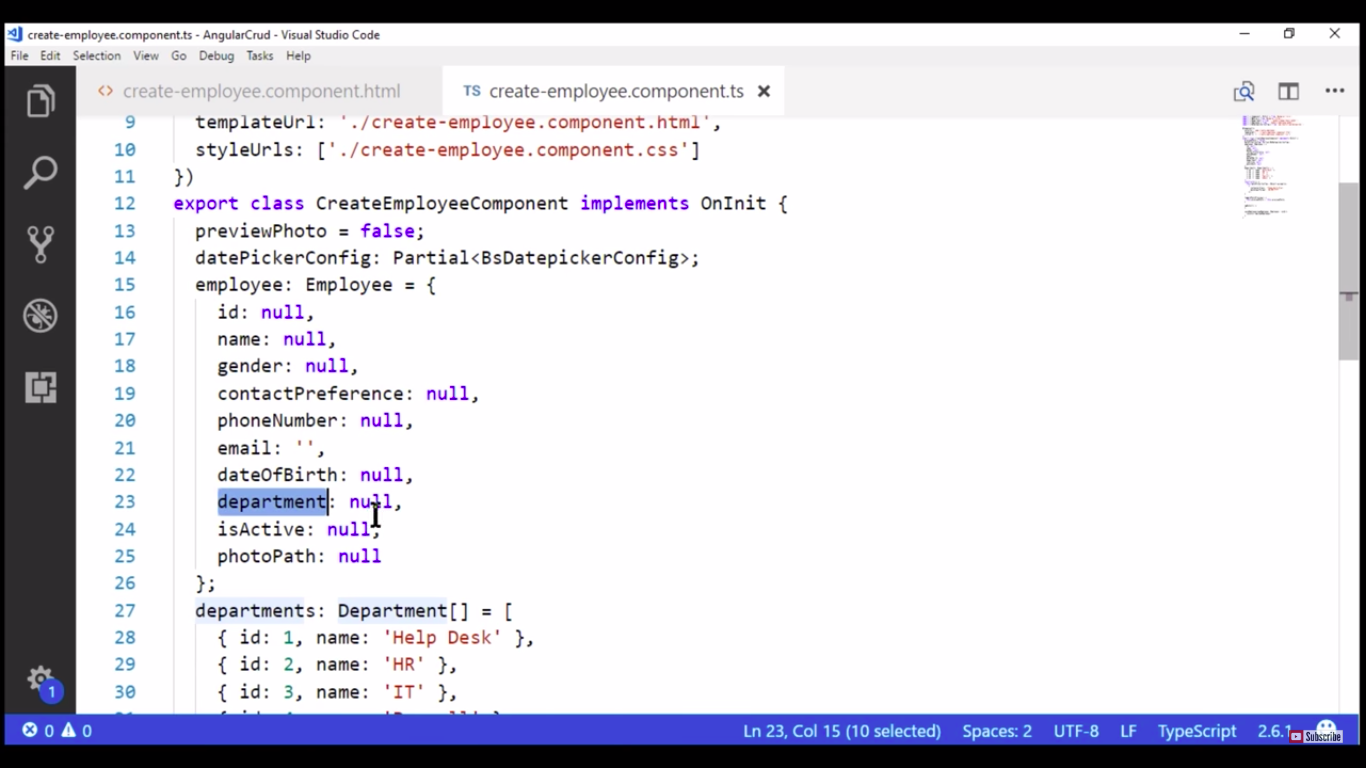 create-employee.component.ts - AngularCrud - Visual Studio Code
File Edit Selection View Go Debug Tasks Help
create-employee.component.html TS create-employee.component.ts
9 templateUrl: './create-employee.component.html',
10 styleUrls: ['./create-employee.component.css']
11 })
12 export class CreateEmployeeComponent implements OnInit {
13 previewPhoto = false;
14 datePickerConfig: Partial<BsDatepickerConfig>;
15 employee: Employee = {
16 id: null,
17 name: null,
18 gender: null,
19 contactPreference: null,
20 phoneNumber: null,
21 email: '',
22 dateOfBirth: null,
23 department: null,
24 isActive: null,
25 photoPath: null
26 };
27 departments: Department[] = [
28 { id: 1, name: 'Help Desk' },
29 { id: 2, name: 'HR' },
30 { id: 3, name: 'IT' },
1
0 0 Ln 23, Col 15 (10 selected) Spaces: 2 UTF-8 LF TypeScript 2.6.1 Subscribe